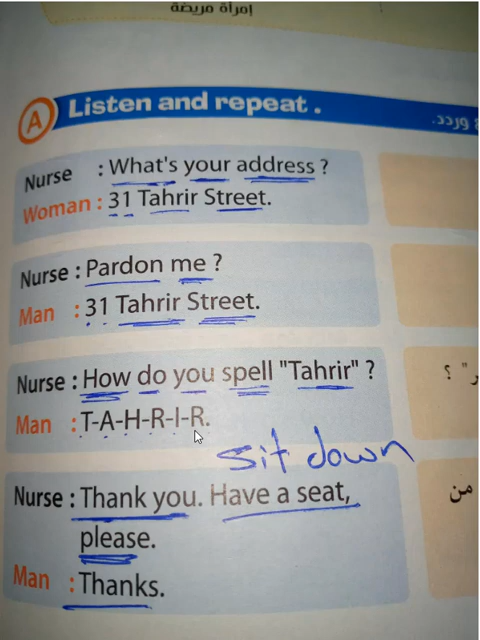 إمرأة مريضة
A Listen and repeat .
وردد.
Nurse : What's your address ?
Woman : 31 Tahrir Street.
Nurse : Pardon me ?
Man : 31 Tahrir Street.
Nurse : How do you spell "Tahrir" ?
ر" ؟
Man : T-A-H-R-I-R.
sit down
Nurse : Thank you. Have a seat,
من
please.
Man : Thanks.